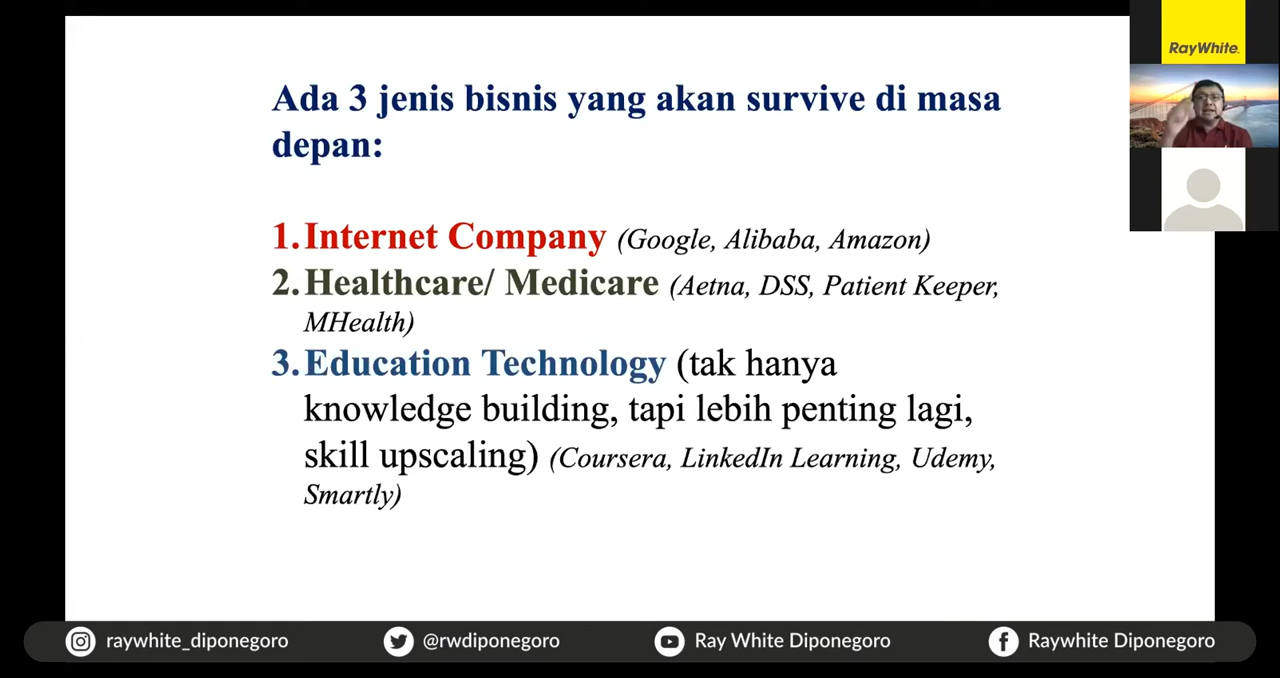 RayWhite.
Ada 3 jenis bisnis yang akan survive di masa
depan:
1.Internet Company (Google, Alibaba, Amazon)
2.Healthcare/ Medicare (Aetna, DSS, Patient Keeper,
MHealth)
3.Education Technology (tak hanya
knowledge building, tapi lebih penting lagi,
skill upscaling) (Coursera, LinkedIn Learning, Udemy,
Smartly)
raywhite_diponegoro @rwdiponegoro Ray White Diponegoro Raywhite Diponegoro